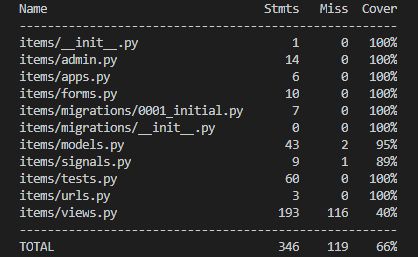 Name Stmts Miss Cover
--------------------------------------------------------
items/__init__.py 1 0 100%
items/admin.py 14 0 100%
items/apps.py 6 0 100%
items/forms.py 10 0 100%
items/migrations/0001_initial.py 7 0 100%
items/migrations/__init__.py 0 0 100%
items/models.py 43 2 95%
items/signals.py 9 1 89%
items/tests.py 60 0 100%
items/urls.py 3 0 100%
items/views.py 193 116 40%
--------------------------------------------------------
TOTAL 346 119 66%